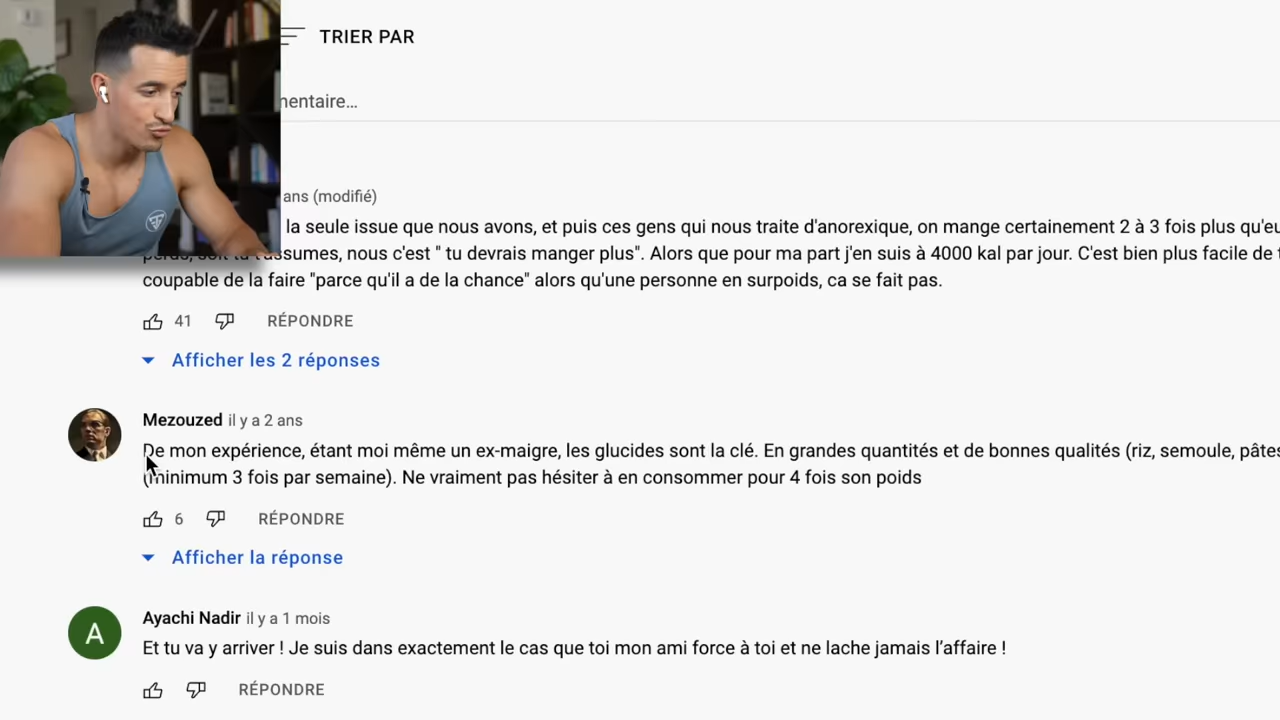 TRIER PAR
mentaire…
ans (modifié)
la seule issue que nous avons, et puis ces gens qui nous traite d'anorexique, on mange certainement 2 à 3 fois plus qu'eu
assumes, nous c'est " tu devrais manger plus". Alors que pour ma part j'en suis à 4000 kal par jour. C'est bien plus facile de
coupable de la faire "parce qu'il a de la chance" alors qu'une personne en surpoids, ca se fait pas.
41 RÉPONDRE
Afficher les 2 réponses
Mezouzed il y a 2 ans
De mon expérience, étant moi même un ex-maigre, les glucides sont la clé. En grandes quantités et de bonnes qualités (riz, semoule, pâtes
(minimum 3 fois par semaine). Ne vraiment pas hésiter à en consommer pour 4 fois son poids
6 RÉPONDRE
Afficher la réponse
A
Ayachi Nadir il y a 1 mois
Et tu va y arriver ! Je suis dans exactement le cas que toi mon ami force à toi et ne lache jamais l’affaire !
RÉPONDRE